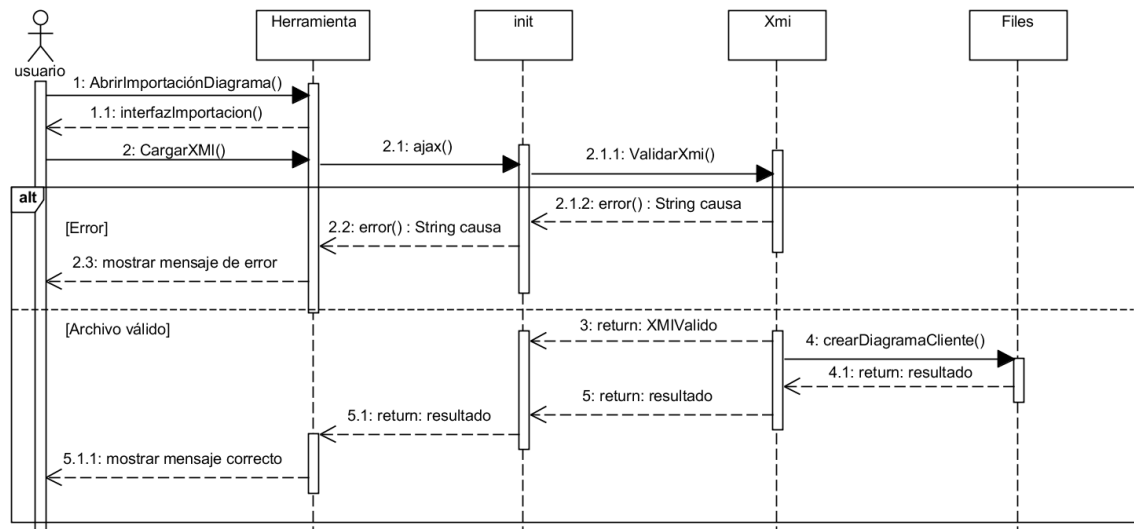 Herramienta
init
Xmi
Files
usuario
1: AbrirImportaciónDiagrama()
1.1: interfazImportacion()
2: CargarXMI()
2.1: ajax()
2.1.1: ValidarXmi()
alt
[Error]
2.1.2: error() : String causa
2.2: error() : String causa
2.3: mostrar mensaje de error
[Archivo válido]
3: return: XMIValido
4: crearDiagramaCliente()
4.1: return: resultado
5: return: resultado
5.1: return: resultado
5.1.1: mostrar mensaje correcto